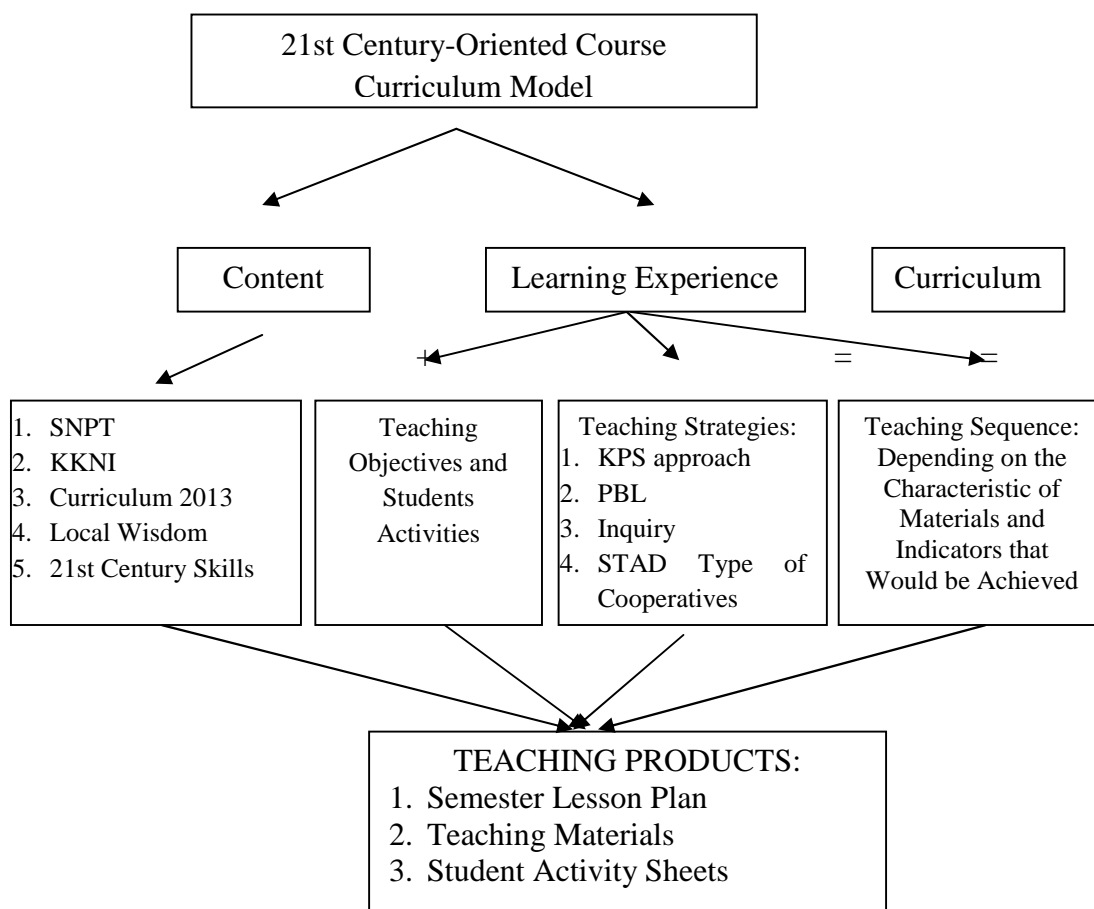 21st Century-Oriented Course
Curriculum Model
Content
Learning Experience
Curriculum
+
=
=
1. SNPT
2. KKNI
3. Curriculum 2013
4. Local Wisdom
5. 21st Century Skills
Teaching
Objectives and
Students
Activities
Teaching Strategies:
1. KPS approach
2. PBL
3. Inquiry
4. STAD Type of
Cooperatives
Teaching Sequence:
Depending on the
Characteristic of
Materials and
Indicators that
Would be Achieved
TEACHING PRODUCTS:
1. Semester Lesson Plan
2. Teaching Materials
3. Student Activity Sheets